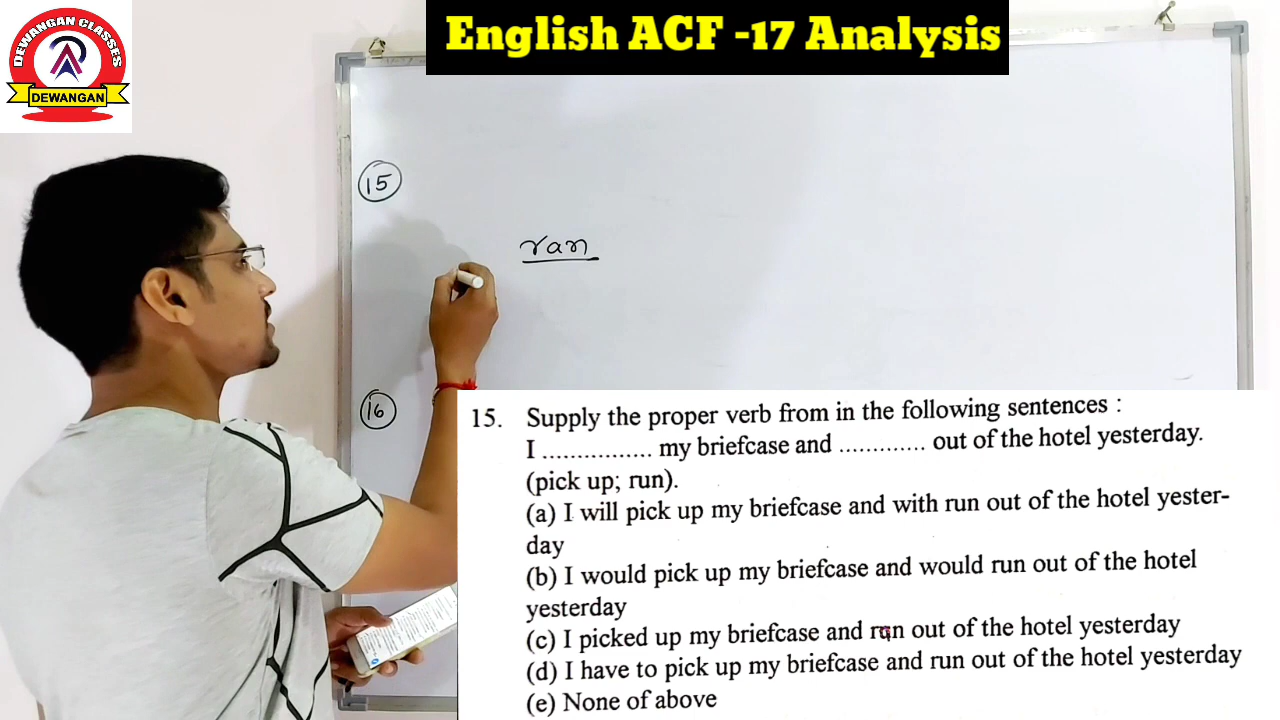 English ACF -17 Analysis
DEWANGAN CLASSES
DEWANGAN
15
ran
16
15. Supply the proper verb from in the following sentences :
I ................ my briefcase and ............. out of the hotel yesterday.
(pick up; run).
(a) I will pick up my briefcase and with run out of the hotel yester-
day
(b) I would pick up my briefcase and would run out of the hotel
yesterday
(c) I picked up my briefcase and ran out of the hotel yesterday
(d) I have to pick up my briefcase and run out of the hotel yesterday
(e) None of above